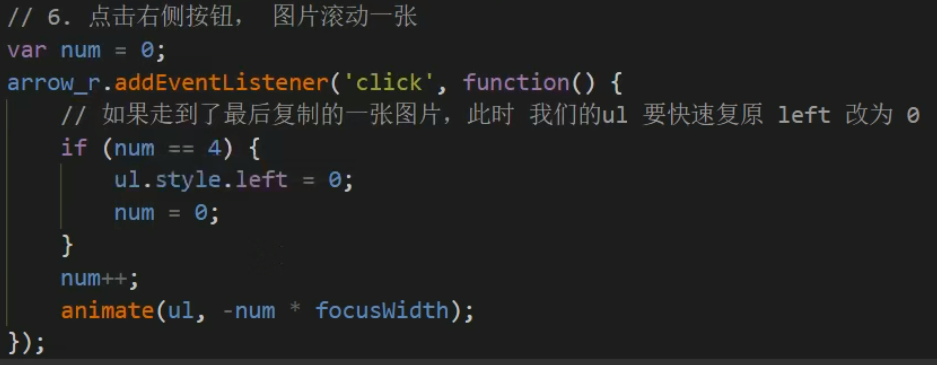 // 6. 点击右侧按钮， 图片滚动一张
var num = 0;
arrow_r.addEventListener('click', function() {
    // 如果走到了最后复制的一张图片，此时 我们的ul 要快速复原 left 改为 0
    if (num == 4) {
        ul.style.left = 0;
        num = 0;
    }
    num++;
    animate(ul, -num * focusWidth);
});